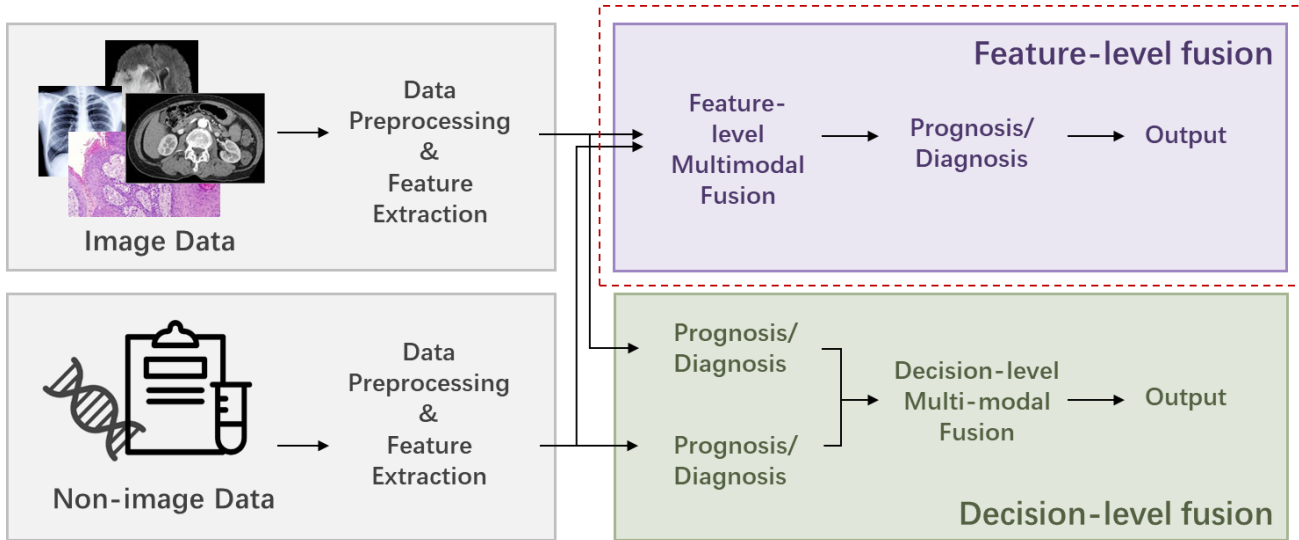 Image Data
Data
Preprocessing
&
Feature
Extraction
Feature-level fusion
Feature-
level
Multimodal
Fusion
Prognosis/
Diagnosis
Output
Non-image Data
Data
Preprocessing
&
Feature
Extraction
Prognosis/
Diagnosis
Prognosis/
Diagnosis
Decision-level
Multi-modal
Fusion
Output
Decision-level fusion